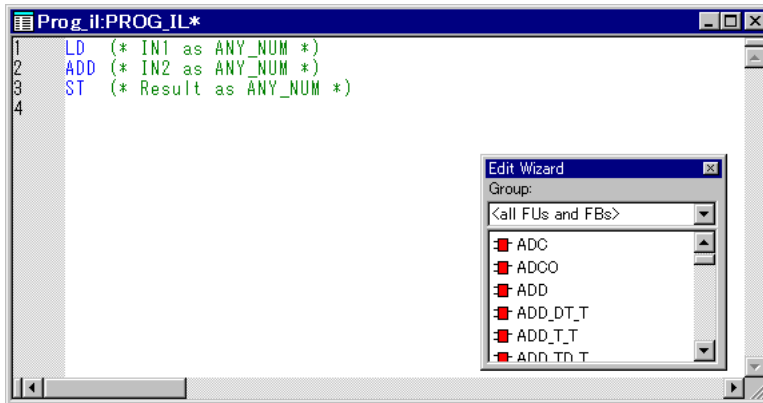 Prog_il:PROG_IL*
1 LD (* IN1 as ANY_NUM *)
2 ADD (* IN2 as ANY_NUM *)
3 ST (* Result as ANY_NUM *)
4
Edit Wizard
Group:
<all FUs and FBs>
ADC
ADCO
ADD
ADD_DT_T
ADD_T_T
ADD_TD_T